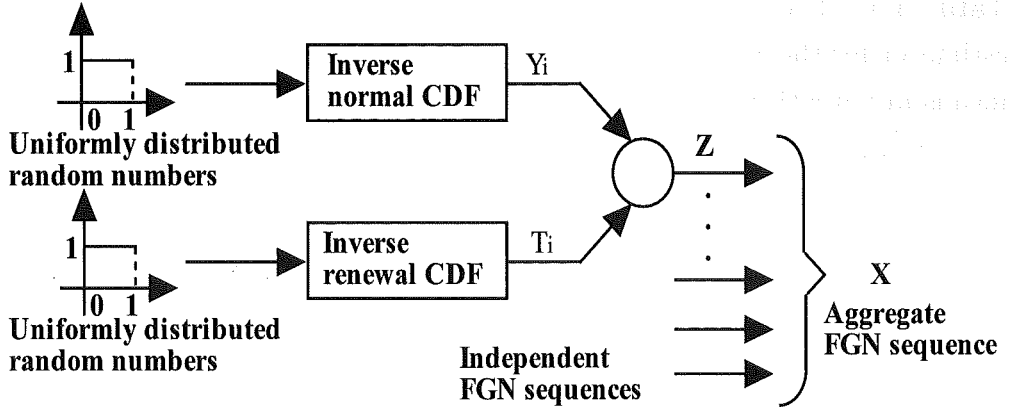 1
0 1
Uniformly distributed
random numbers
Inverse
normal CDF
Yi
Z
1
0 1
Uniformly distributed
random numbers
Inverse
renewal CDF
Ti
Independent
FGN sequences
X
Aggregate
FGN sequence